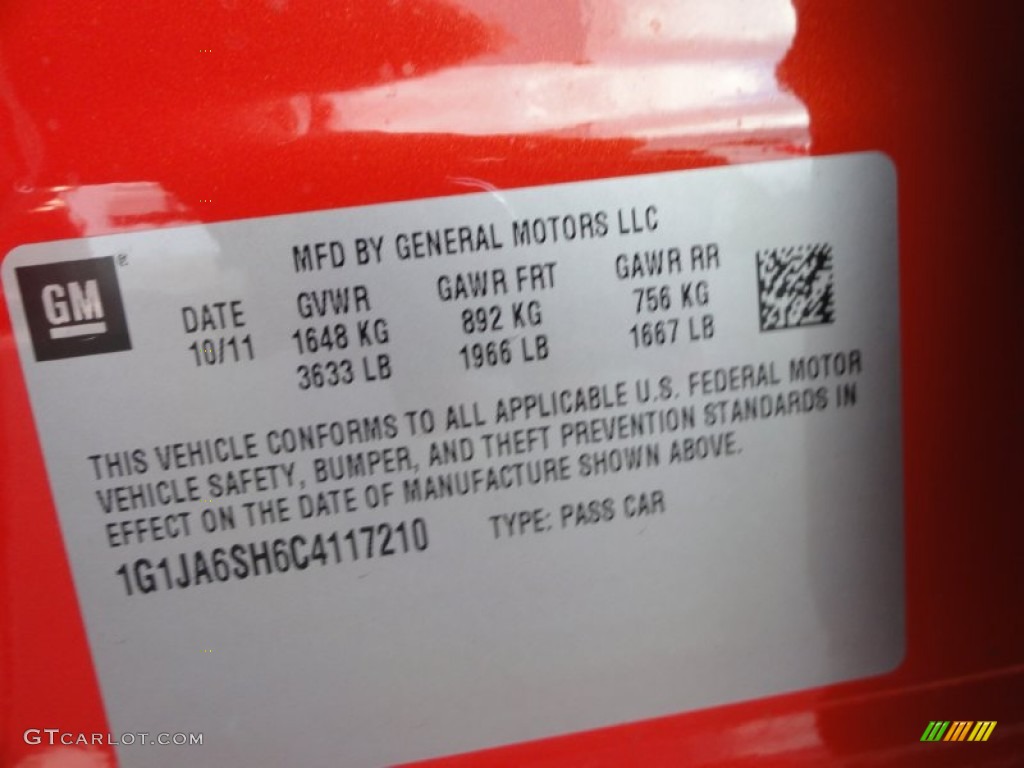 MFD BY GENERAL MOTORS LLC
GM ®
DATE GVWR GAWR FRT GAWR RR
10/11 1648 KG 892 KG 756 KG
3633 LB 1966 LB 1667 LB
THIS VEHICLE CONFORMS TO ALL APPLICABLE U.S. FEDERAL MOTOR
VEHICLE SAFETY, BUMPER, AND THEFT PREVENTION STANDARDS IN
EFFECT ON THE DATE OF MANUFACTURE SHOWN ABOVE.
1G1JA6SH6C4117210 TYPE: PASS CAR
GTCARLOT.COM